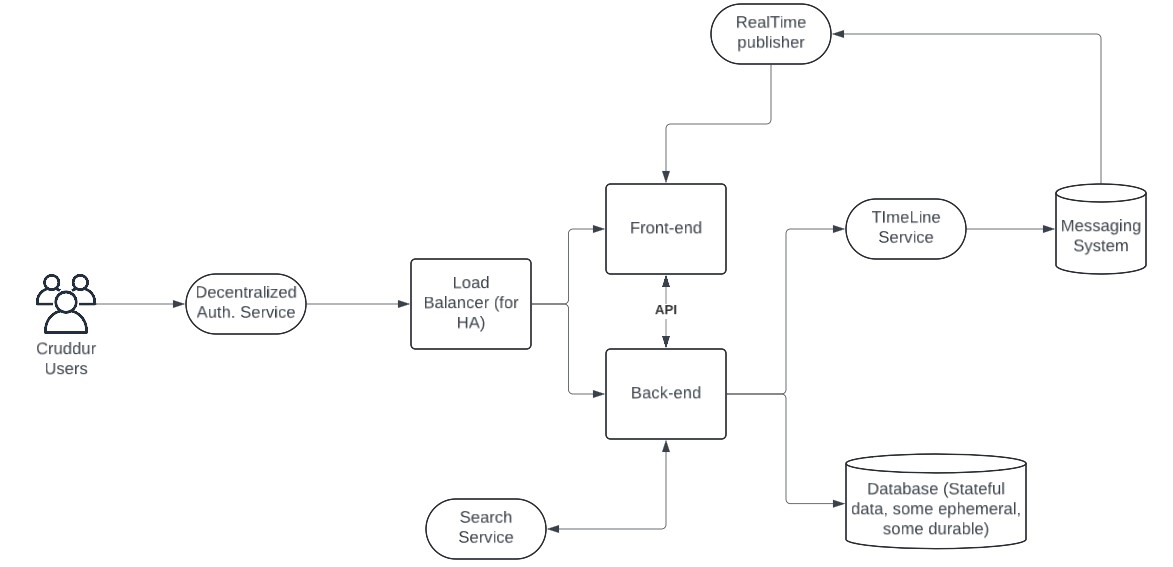 RealTime
publisher
Front-end
TImeLine
Service
Messaging
System
Decentralized
Auth. Service
Load
Balancer (for
HA)
API
Cruddur
Users
Back-end
Search
Service
Database (Stateful
data, some ephemeral,
some durable)